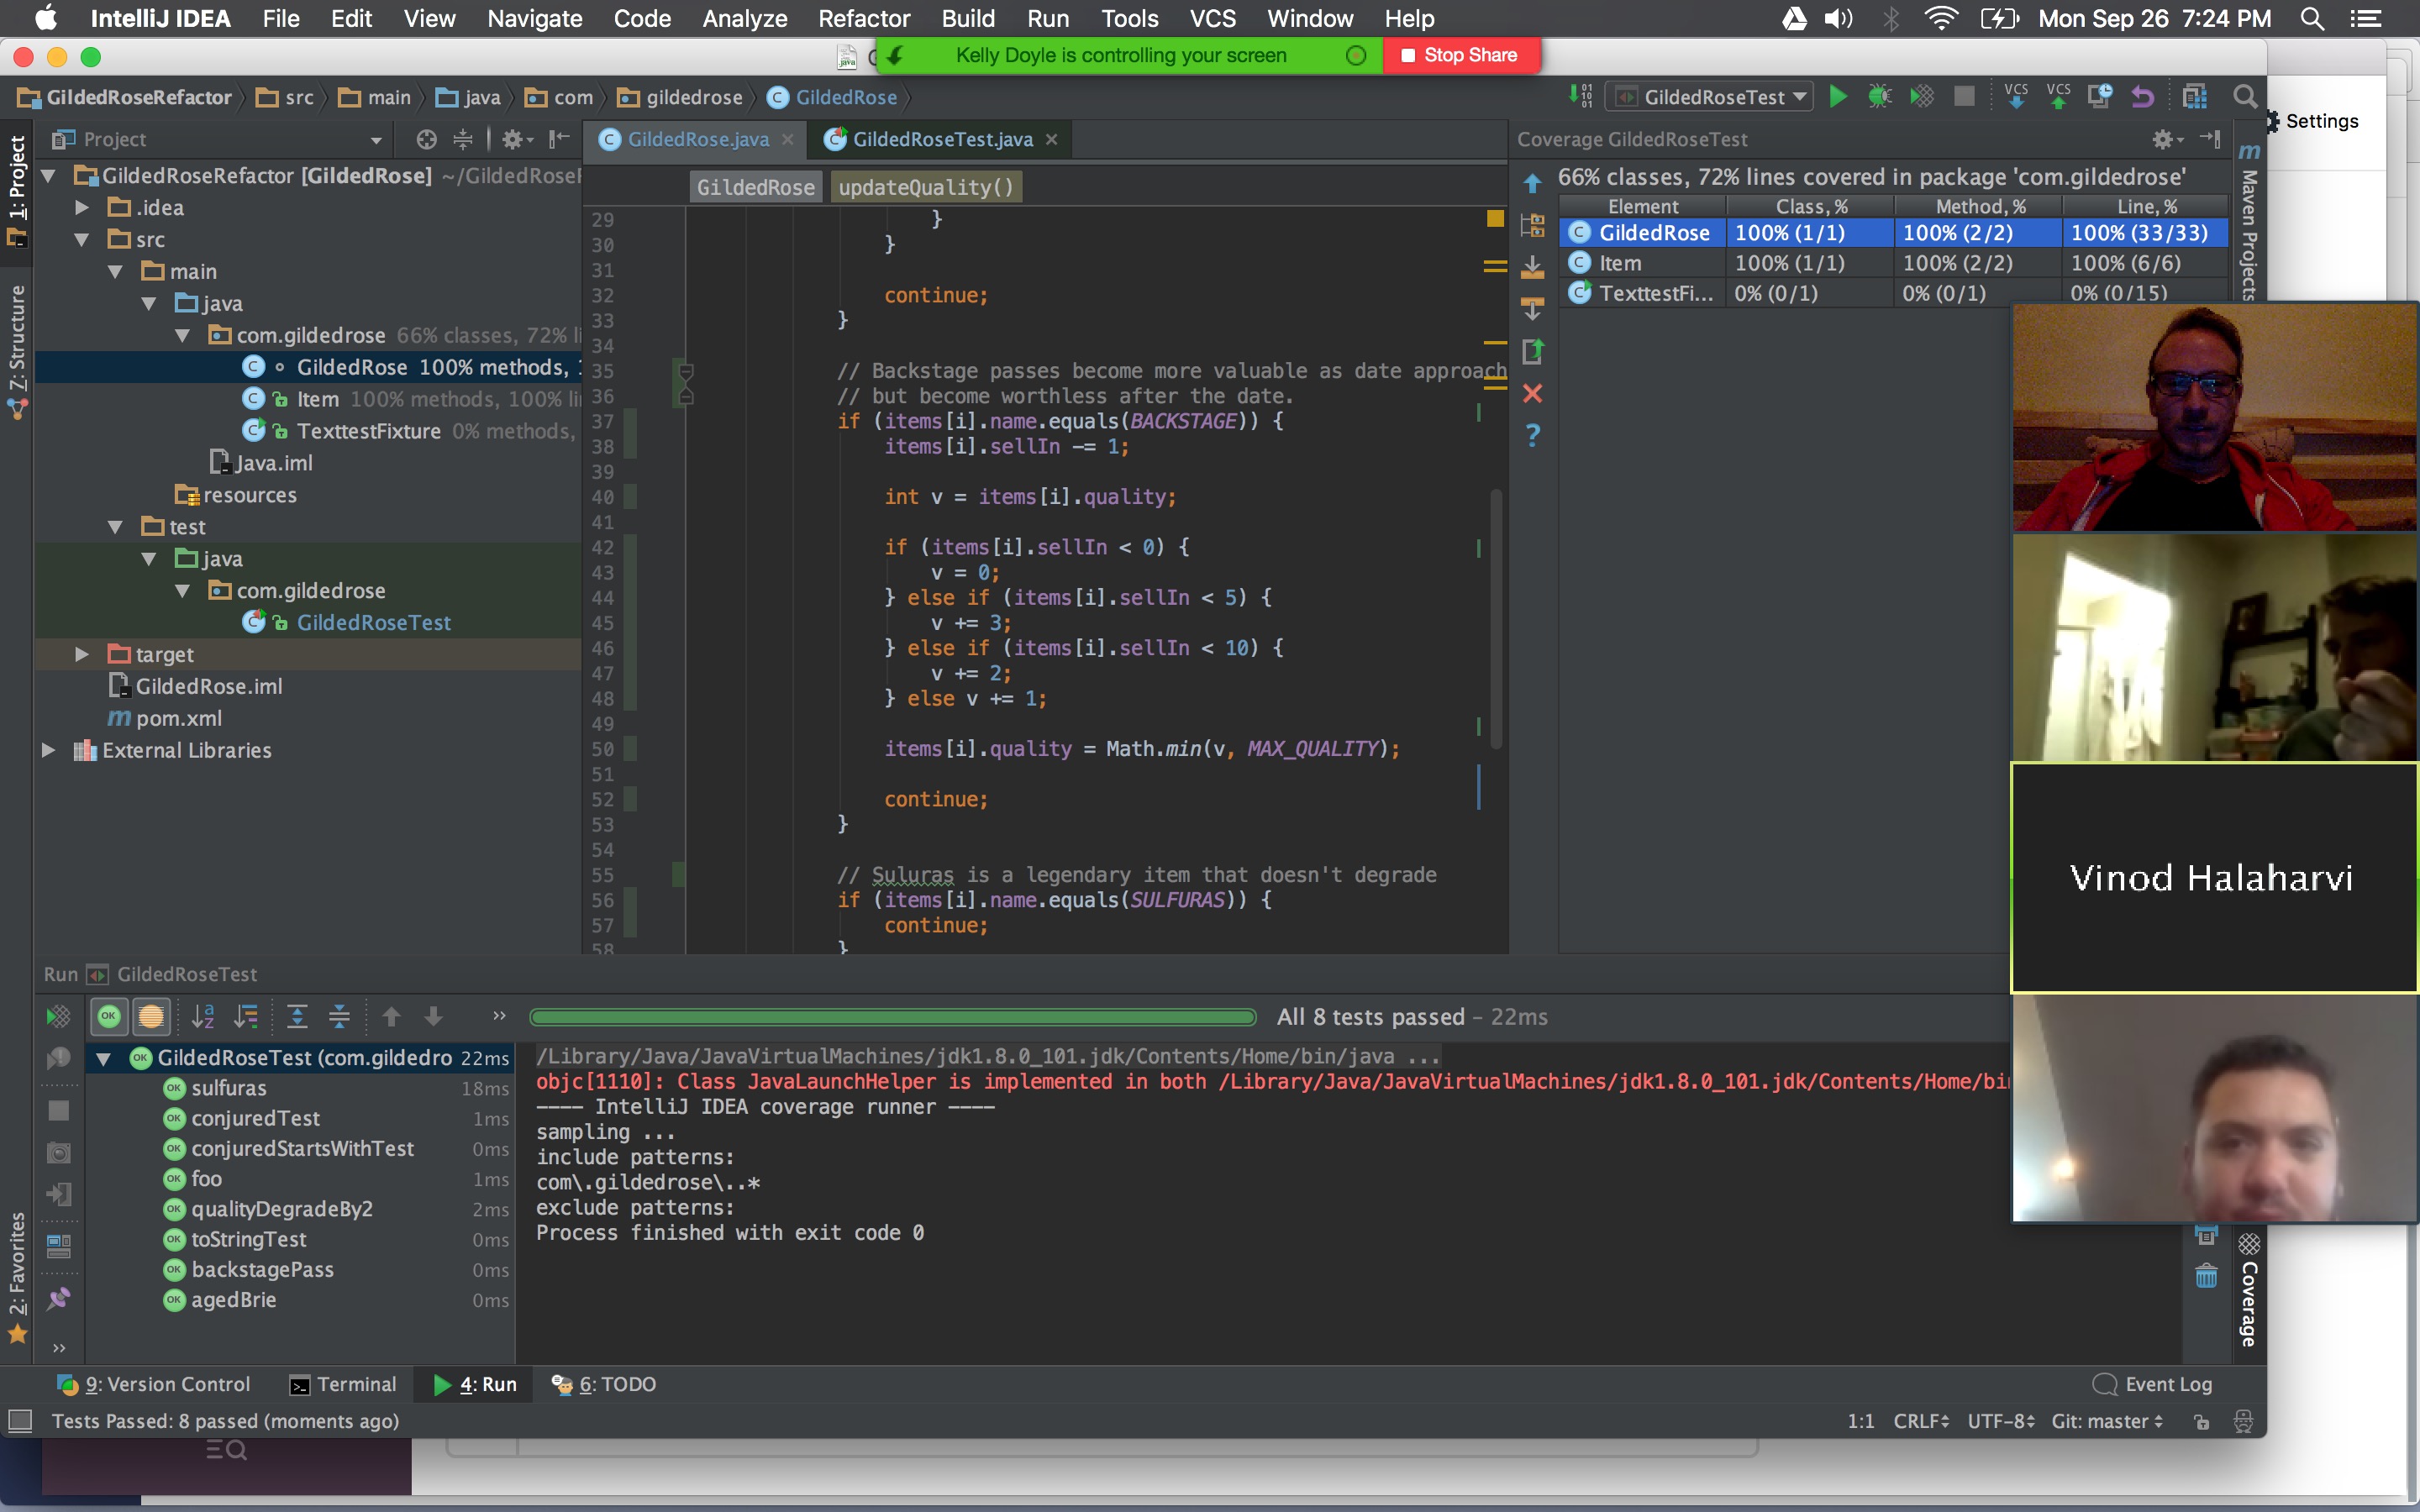 IntelliJ IDEA File Edit View Navigate Code Analyze Refactor Build Run Tools VCS Window Help Mon Sep 26 7:24 PM
Kelly Doyle is controlling your screen Stop Share
GildedRoseRefactor src main java com gildedrose GildedRose GildedRoseTest VCS VCS
Settings
1: Project
Z: Structure
2: Favorites
Project
GildedRoseRefactor [GildedRose] ~/GildedRose
.idea
src
main
java
com.gildedrose 66% classes, 72% li
GildedRose 100% methods, 1
Item 100% methods, 100% li
TexttestFixture 0% methods,
Java.iml
resources
test
java
com.gildedrose
GildedRoseTest
target
GildedRose.iml
pom.xml
External Libraries
GildedRose.java GildedRoseTest.java
GildedRose updateQuality()
29 }
30 }
31
32 continue;
33 }
34
35 // Backstage passes become more valuable as date approach
36 // but become worthless after the date.
37 if (items[i].name.equals(BACKSTAGE)) {
38 items[i].sellIn -= 1;
39
40 int v = items[i].quality;
41
42 if (items[i].sellIn < 0) {
43 v = 0;
44 } else if (items[i].sellIn < 5) {
45 v += 3;
46 } else if (items[i].sellIn < 10) {
47 v += 2;
48 } else v += 1;
49
50 items[i].quality = Math.min(v, MAX_QUALITY);
51
52 continue;
53 }
54
55 // Suluras is a legendary item that doesn't degrade
56 if (items[i].name.equals(SULFURAS)) {
57 continue;
58 }
Coverage GildedRoseTest
66% classes, 72% lines covered in package 'com.gildedrose'
Element Class, % Method, % Line, %
GildedRose 100% (1/1) 100% (2/2) 100% (33/33)
Item 100% (1/1) 100% (2/2) 100% (6/6)
TexttestFi... 0% (0/1) 0% (0/1) 0% (0/15)
Maven Projects
Vinod Halaharvi
Run GildedRoseTest
All 8 tests passed – 22ms
GildedRoseTest (com.gildedro 22ms
sulfuras 18ms
conjuredTest 1ms
conjuredStartsWithTest 0ms
foo 1ms
qualityDegradeBy2 2ms
toStringTest 0ms
backstagePass 0ms
agedBrie 0ms
/Library/Java/JavaVirtualMachines/jdk1.8.0_101.jdk/Contents/Home/bin/java ...
objc[1110]: Class JavaLaunchHelper is implemented in both /Library/Java/JavaVirtualMachines/jdk1.8.0_101.jdk/Contents/Home/bin
---- IntelliJ IDEA coverage runner ----
sampling ...
include patterns:
com\.gildedrose\..*
exclude patterns:
Process finished with exit code 0
Coverage
9: Version Control Terminal 4: Run 6: TODO Event Log
Tests Passed: 8 passed (moments ago) 1:1 CRLF UTF-8 Git: master